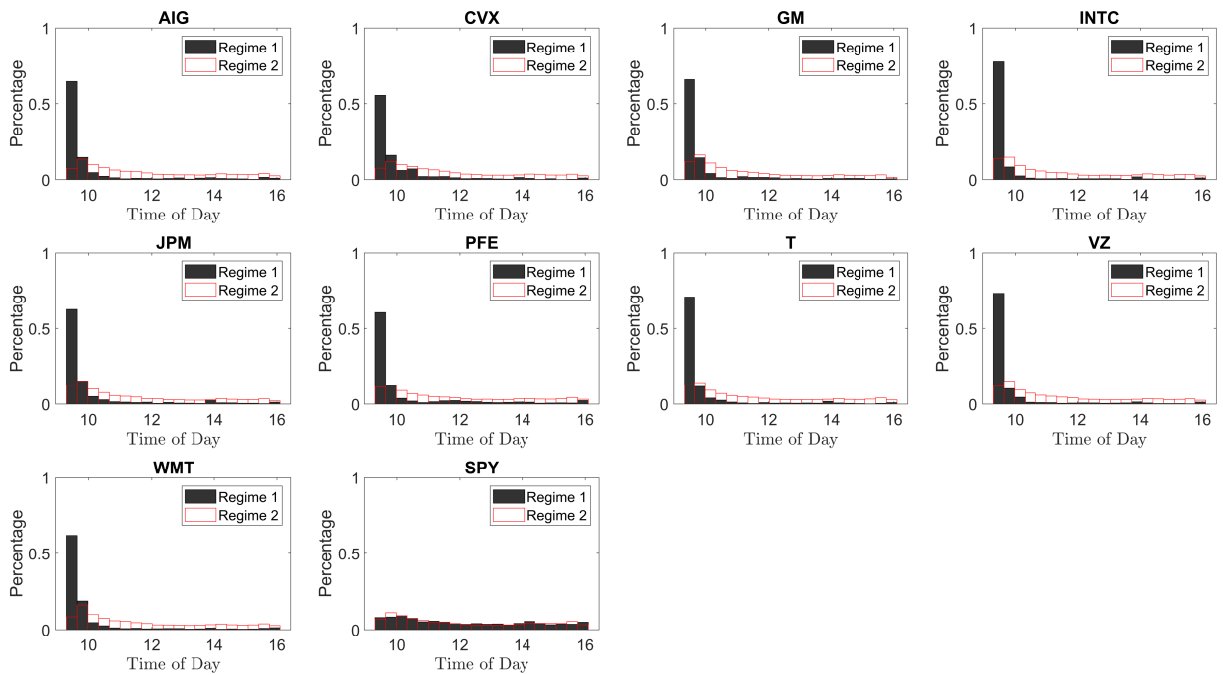 AIG
1
0.5
0
Percentage
Regime 1
Regime 2
10 12 14 16
Time of Day
CVX
1
0.5
0
Percentage
Regime 1
Regime 2
10 12 14 16
Time of Day
GM
1
0.5
0
Percentage
Regime 1
Regime 2
10 12 14 16
Time of Day
INTC
1
0.5
0
Percentage
Regime 1
Regime 2
10 12 14 16
Time of Day
JPM
1
0.5
0
Percentage
Regime 1
Regime 2
10 12 14 16
Time of Day
PFE
1
0.5
0
Percentage
Regime 1
Regime 2
10 12 14 16
Time of Day
T
1
0.5
0
Percentage
Regime 1
Regime 2
10 12 14 16
Time of Day
VZ
1
0.5
0
Percentage
Regime 1
Regime 2
10 12 14 16
Time of Day
WMT
1
0.5
0
Percentage
Regime 1
Regime 2
10 12 14 16
Time of Day
SPY
1
0.5
0
Percentage
Regime 1
Regime 2
10 12 14 16
Time of Day